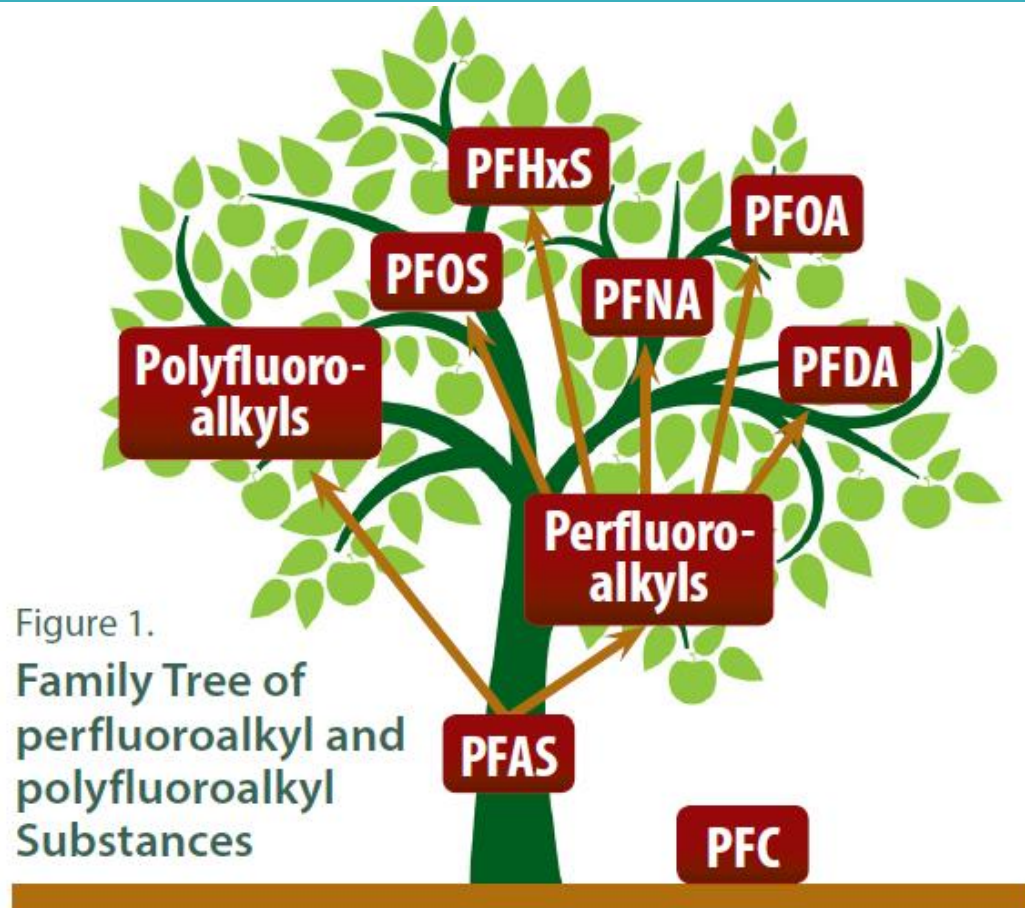 PFHxS
PFOA
PFOS
PFNA
Polyfluoro-
alkyls
PFDA
Perfluoro-
alkyls
Figure 1.
Family Tree of
perfluoroalkyl and
polyfluoroalkyl
Substances
PFAS
PFC